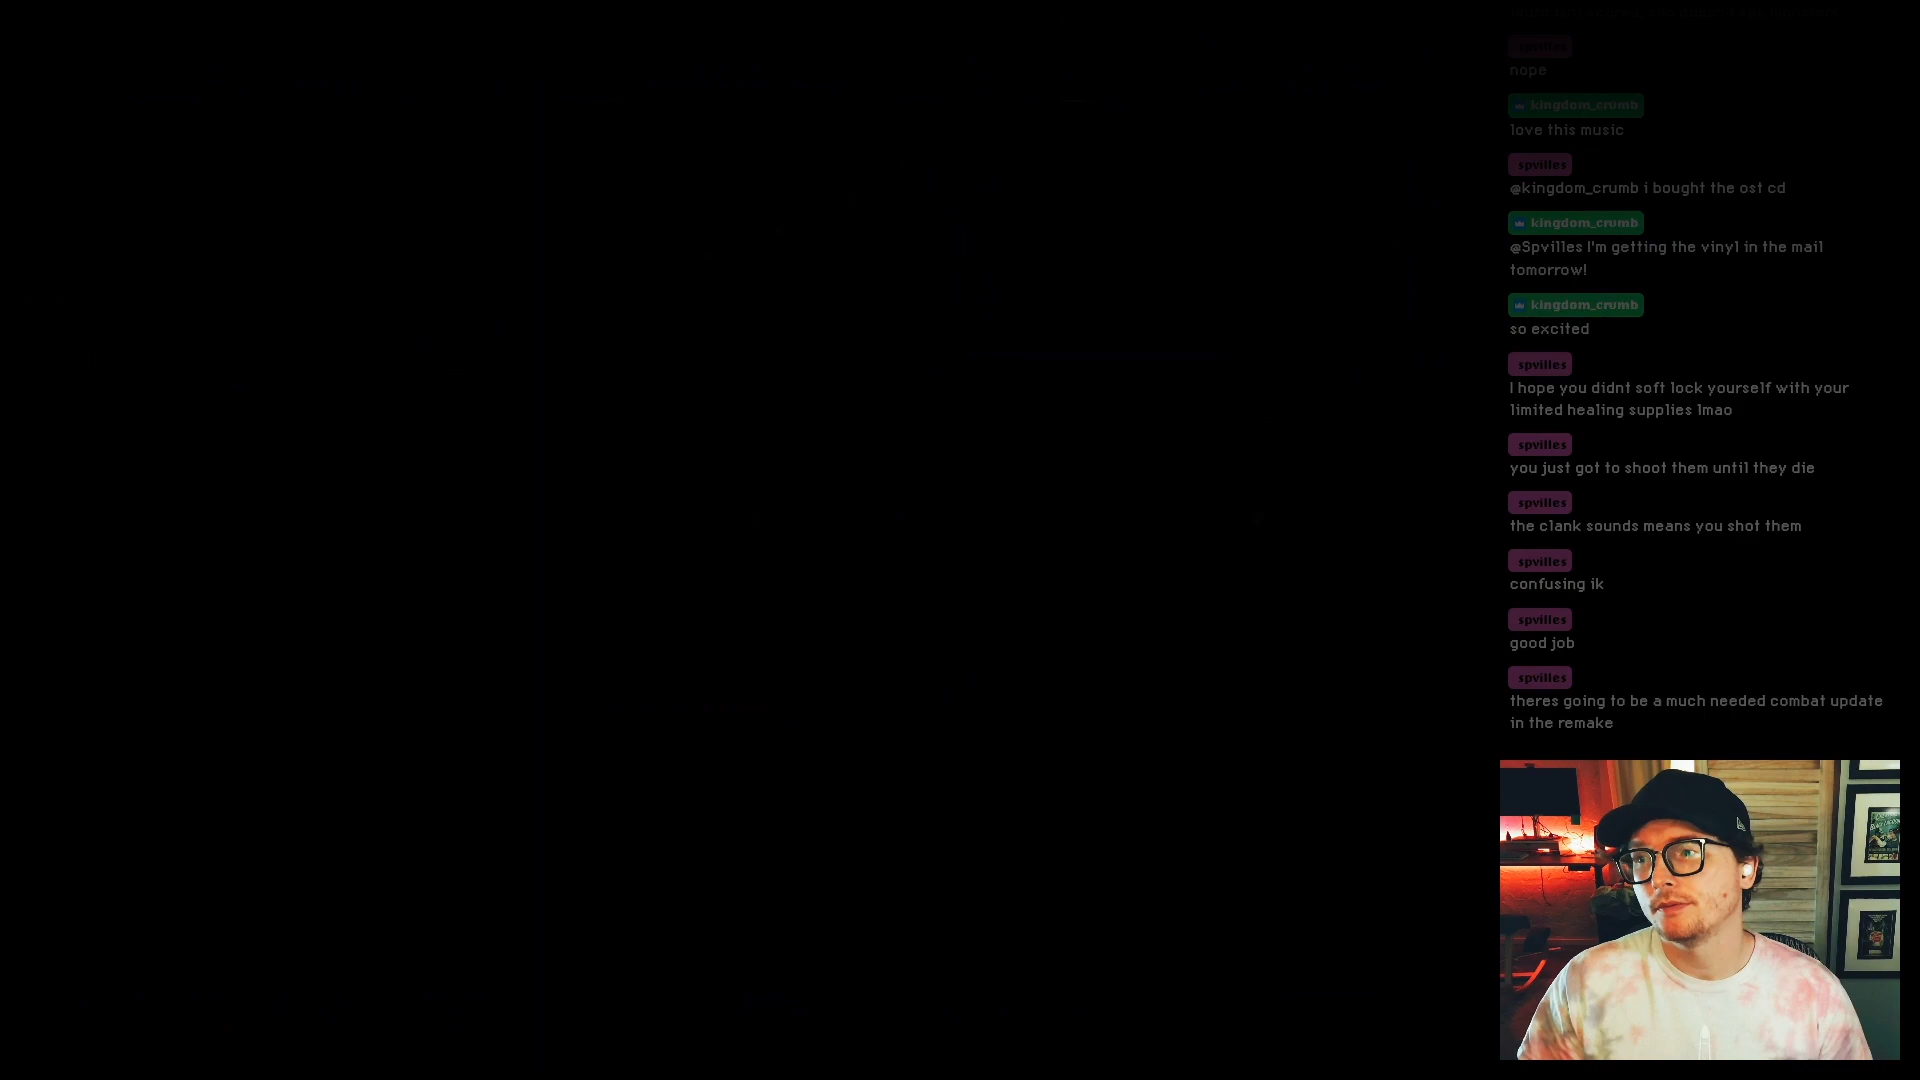 spvilles
nope
kingdom_crumb
love this music
spvilles
@kingdom_crumb i bought the ost cd
kingdom_crumb
@Spvilles I'm getting the vinyl in the mail
tomorrow!
kingdom_crumb
so excited
spvilles
I hope you didnt soft lock yourself with your
limited healing supplies lmao
spvilles
you just got to shoot them until they die
spvilles
the clank sounds means you shot them
spvilles
confusing ik
spvilles
good job
spvilles
theres going to be a much needed combat update
in the remake